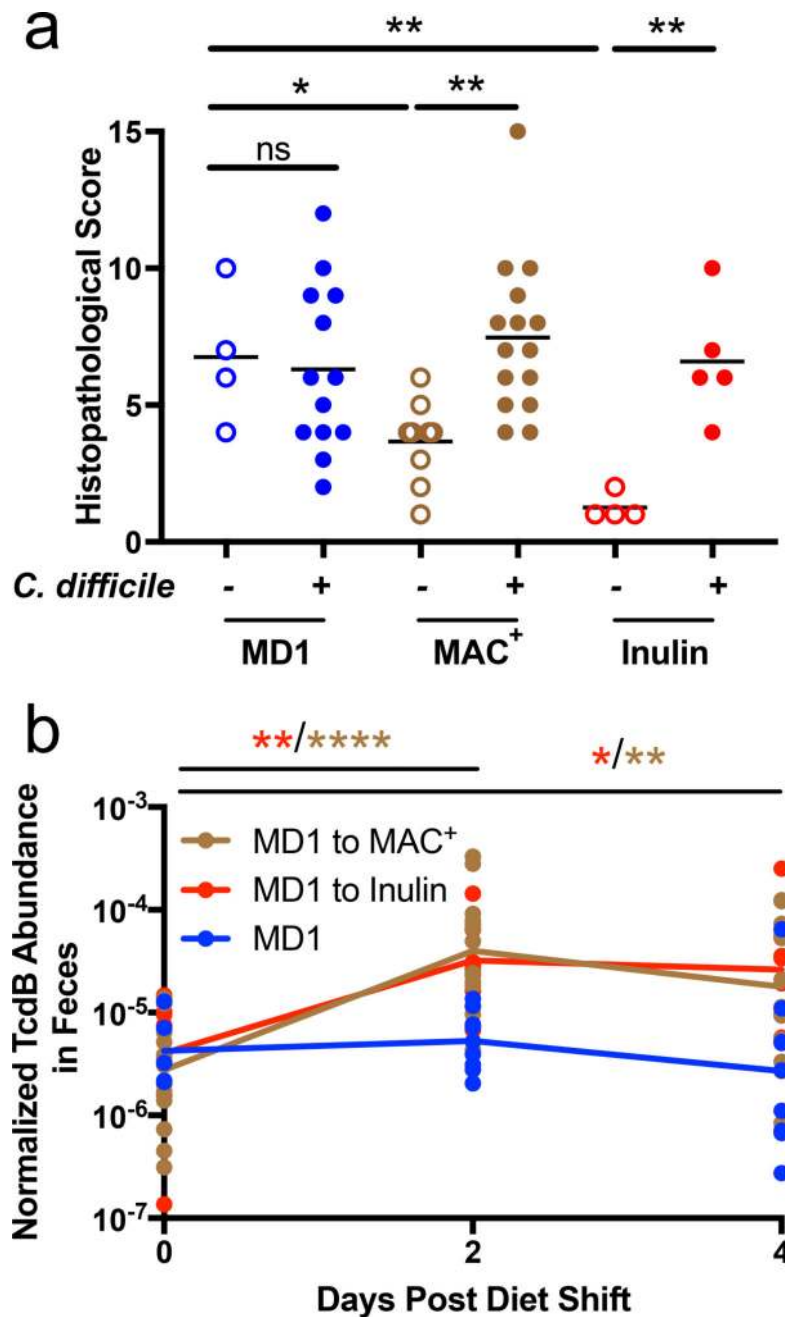 a
** **
* **
ns
Histopathological Score
15
10
5
0
C. difficile - + - + - +
MD1 MAC⁺ Inulin
b
**/****
*/**
Normalized TcdB Abundance
in Feces
10⁻³
10⁻⁴
10⁻⁵
10⁻⁶
10⁻⁷
MD1 to MAC⁺
MD1 to Inulin
MD1
0 2 4
Days Post Diet Shift